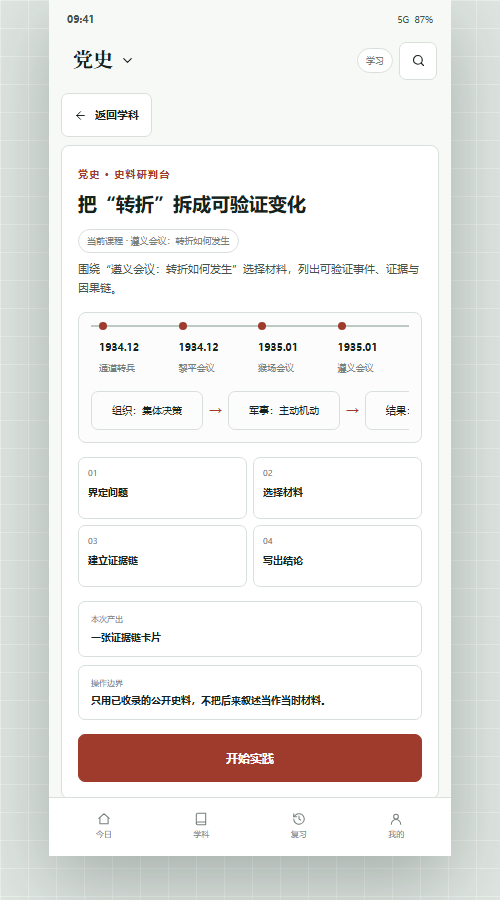 09:41
5G 87%
党史
学习
返回学科
党史 • 史料研判台
把“转折”拆成可验证变化
当前课程 · 遵义会议：转折如何发生
围绕“遵义会议：转折如何发生”选择材料，列出可验证事件、证据与
因果链。
1934.12
1934.12
1935.01
1935.01
通道转兵
黎平会议
猴场会议
遵义会议
组织：集体决策
→
军事：主动机动
→
结果：
01
界定问题
02
选择材料
03
建立证据链
04
写出结论
本次产出
一张证据链卡片
操作边界
只用已收录的公开史料，不把后来叙述当作当时材料。
开始实践
今日
学科
复习
我的